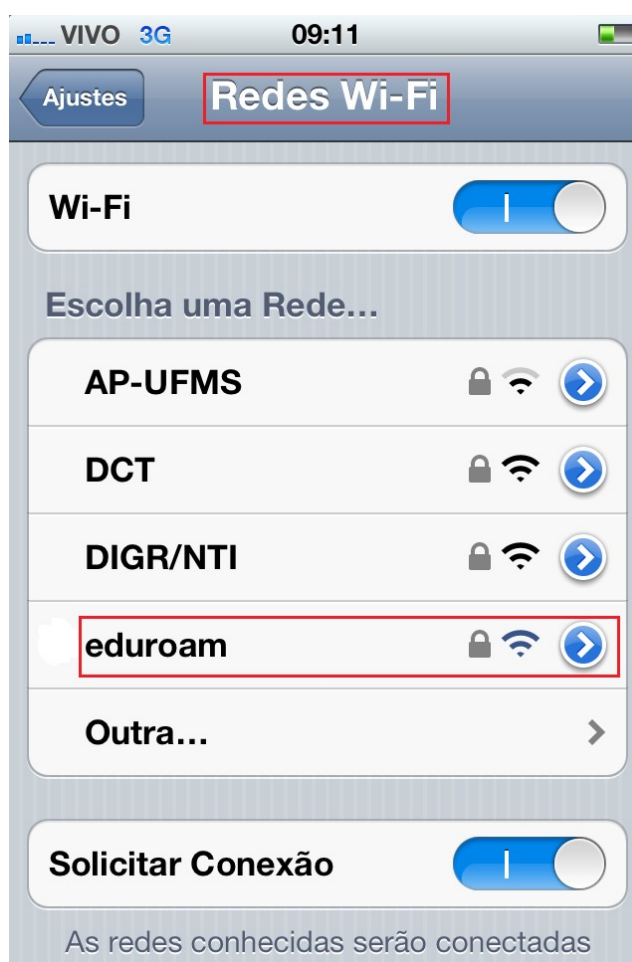 VIVO 3G 09:11
Ajustes Redes Wi-Fi
Wi-Fi
Escolha uma Rede...
AP-UFMS
DCT
DIGR/NTI
eduroam
Outra...
Solicitar Conexão
As redes conhecidas serão conectadas